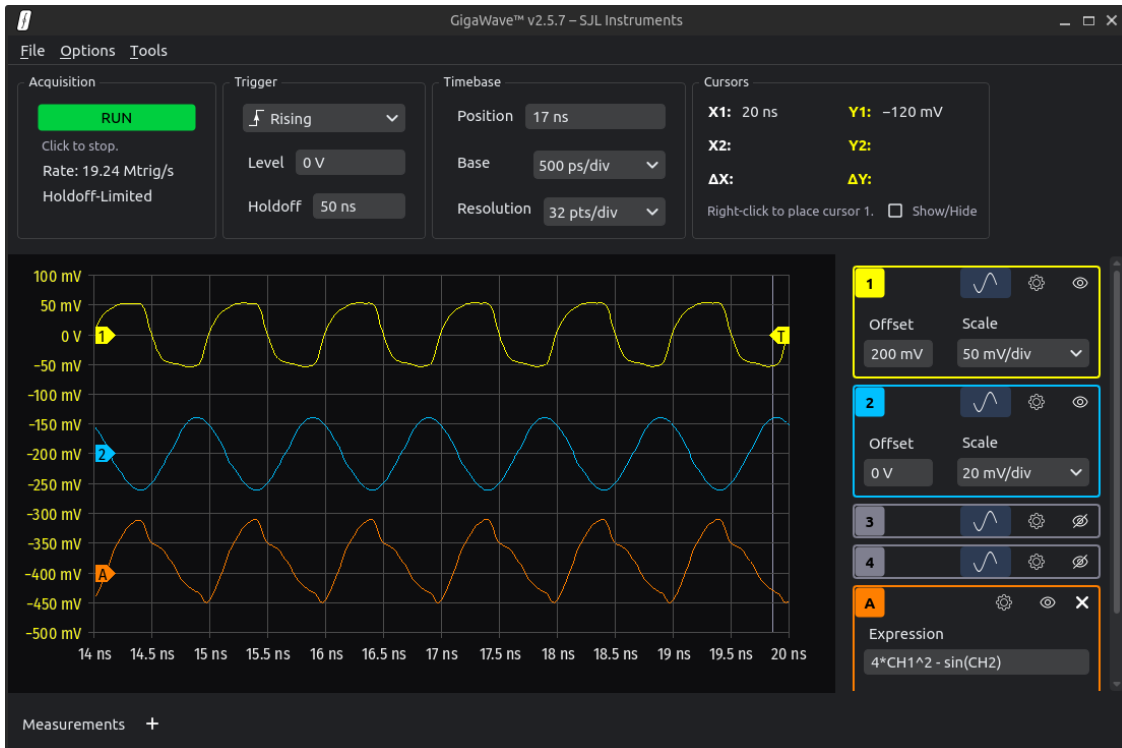 GigaWave™ v2.5.7 – SJL Instruments
File Options Tools
Acquisition
RUN
Click to stop.
Rate: 19.24 Mtrig/s
Holdoff-Limited
Trigger
Rising
Level 0 V
Holdoff 50 ns
Timebase
Position 17 ns
Base 500 ps/div
Resolution 32 pts/div
Cursors
X1: 20 ns Y1: −120 mV
X2: Y2:
ΔX: ΔY:
Right-click to place cursor 1. Show/Hide
100 mV
50 mV
0 V
−50 mV
−100 mV
−150 mV
−200 mV
−250 mV
−300 mV
−350 mV
−400 mV
−450 mV
−500 mV
1
T
2
A
14 ns 14.5 ns 15 ns 15.5 ns 16 ns 16.5 ns 17 ns 17.5 ns 18 ns 18.5 ns 19 ns 19.5 ns 20 ns
1
Offset Scale
200 mV 50 mV/div
2
Offset Scale
0 V 20 mV/div
3
4
A
Expression
4*CH1^2 - sin(CH2)
Measurements +